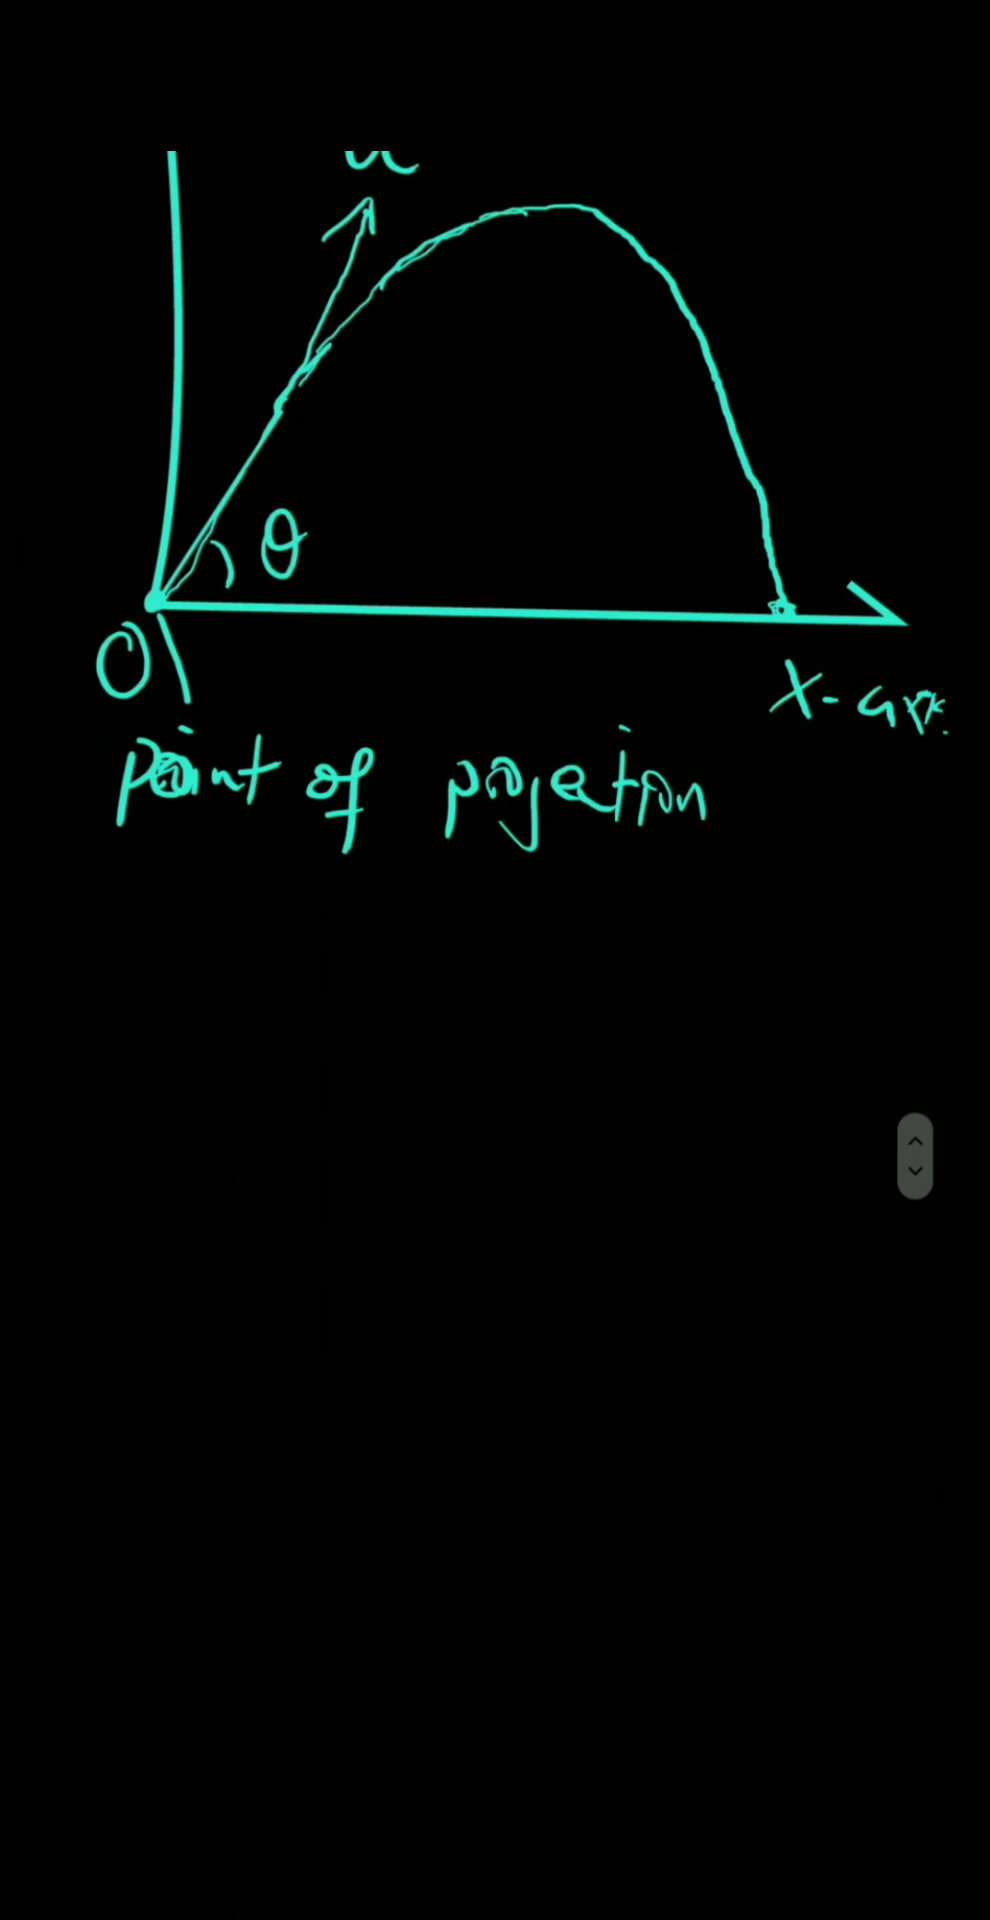 u
θ
O
X-axis
point of projection